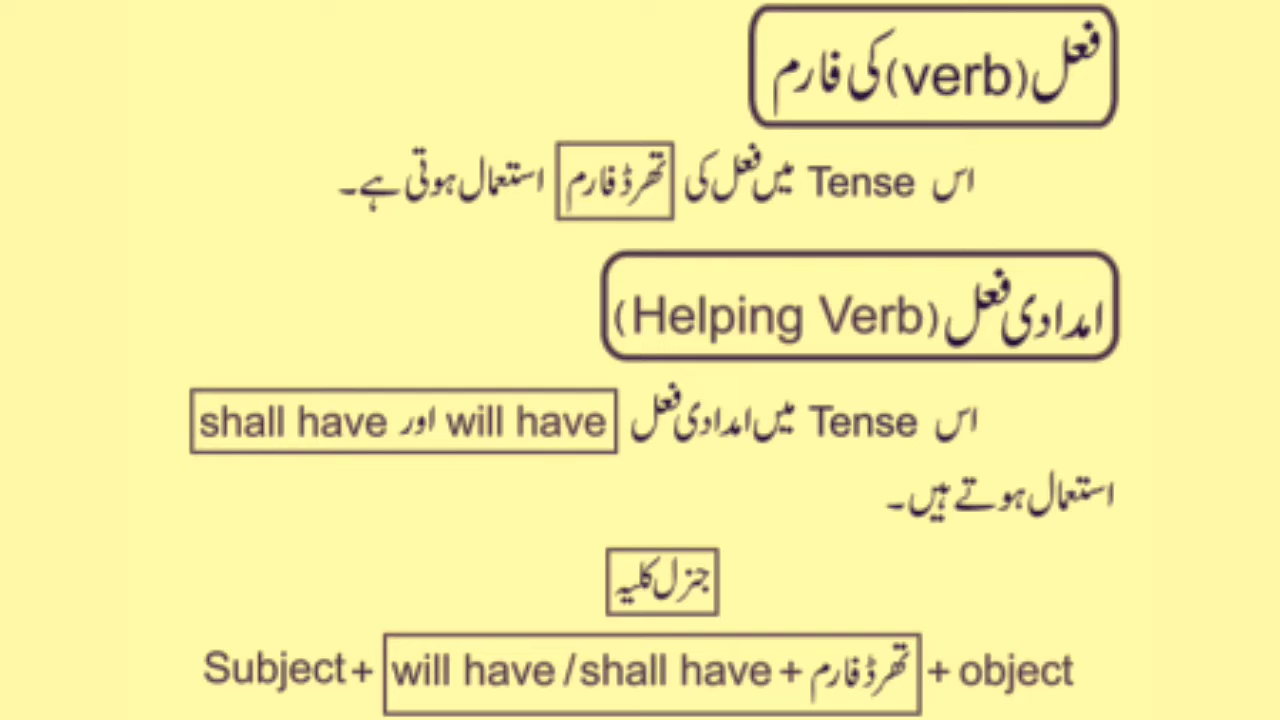 فعل (verb) کی فارم
اس Tense میں فعل کی تھرڈ فارم استعمال ہوتی ہے۔
امدادی فعل (Helping Verb)
اس Tense میں امدادی فعل will have اور shall have
استعمال ہوتے ہیں۔
جنرل کلیہ
Subject + will have / shall have + تھرڈ فارم + object